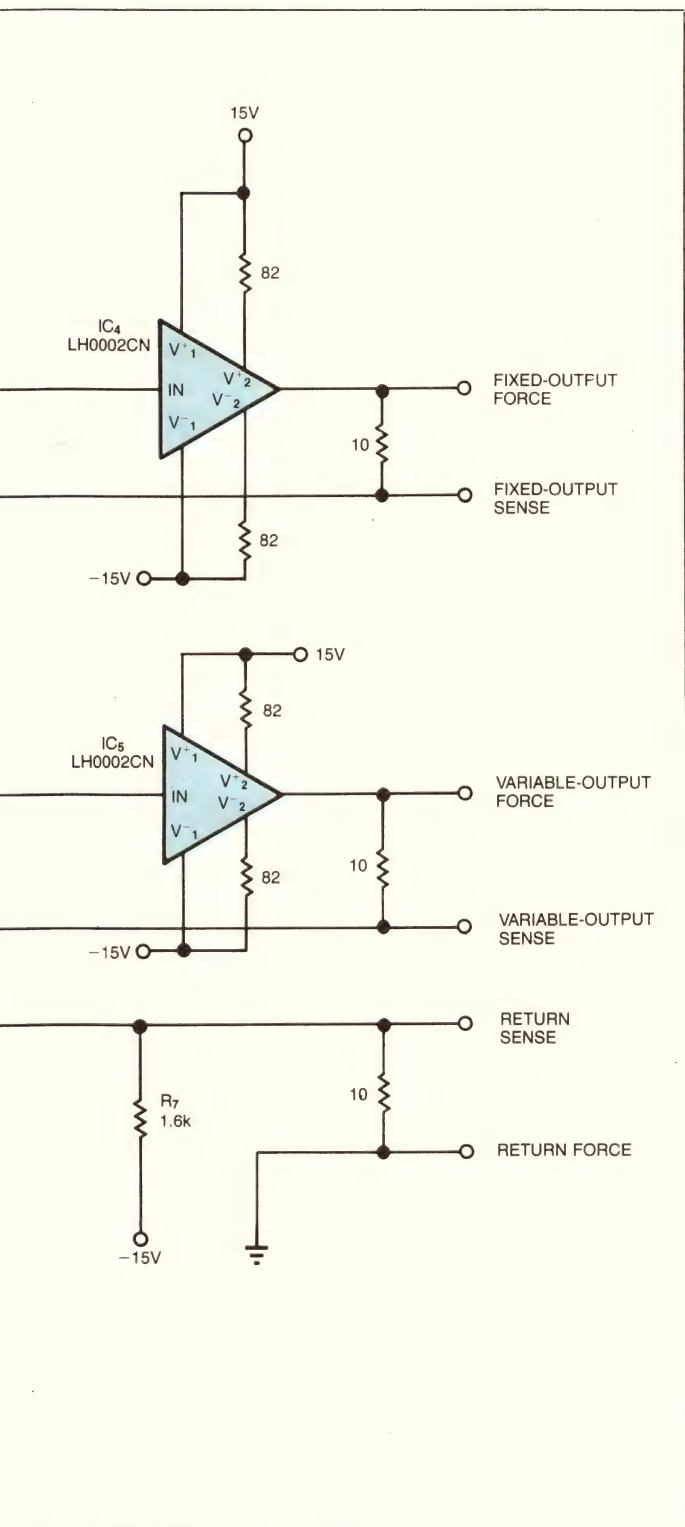 15V
82
IC₄
LH0002CN
V⁺₁
V⁺₂
IN
V⁻₂
V⁻₁
FIXED-OUTPUT
FORCE
10
FIXED-OUTPUT
SENSE
82
−15V
15V
82
IC₅
LH0002CN
V⁺₁
V⁺₂
IN
V⁻₂
V⁻₁
VARIABLE-OUTPUT
FORCE
82
10
VARIABLE-OUTPUT
SENSE
−15V
RETURN
SENSE
R₇
1.6k
10
RETURN FORCE
−15V